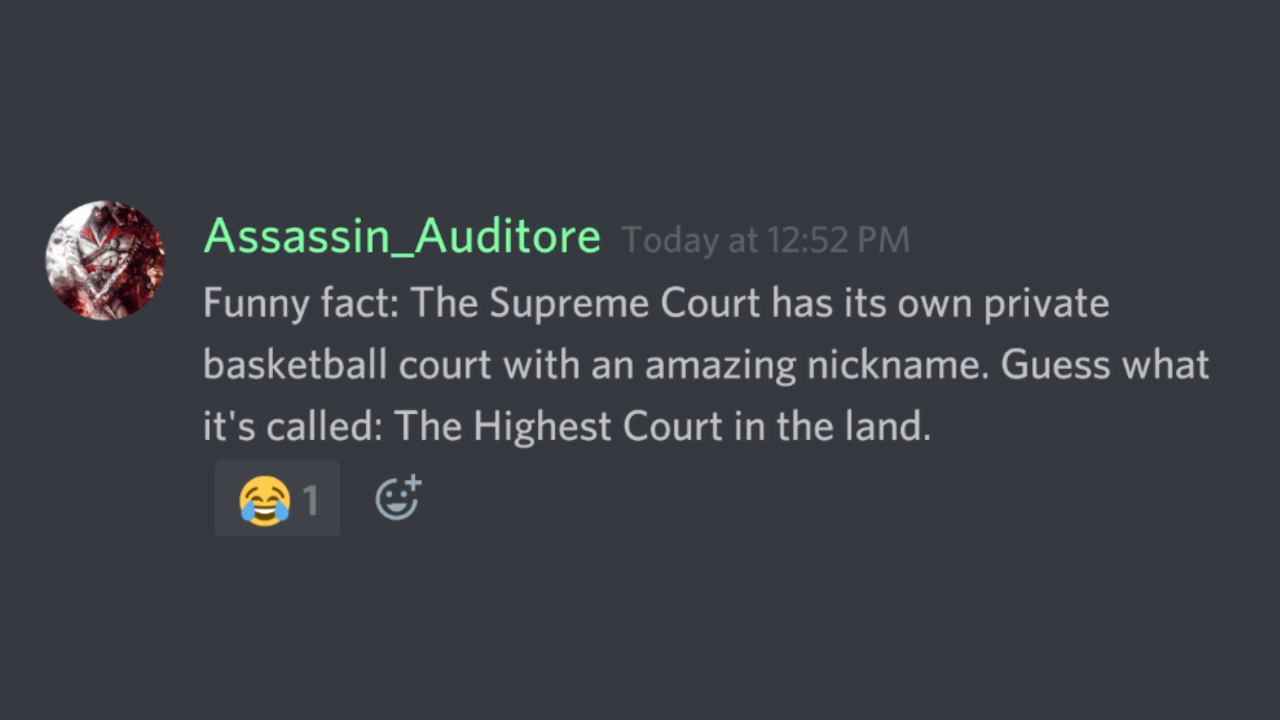 Assassin_Auditore Today at 12:52 PM
Funny fact: The Supreme Court has its own private
basketball court with an amazing nickname. Guess what
it's called: The Highest Court in the land.
😂 1